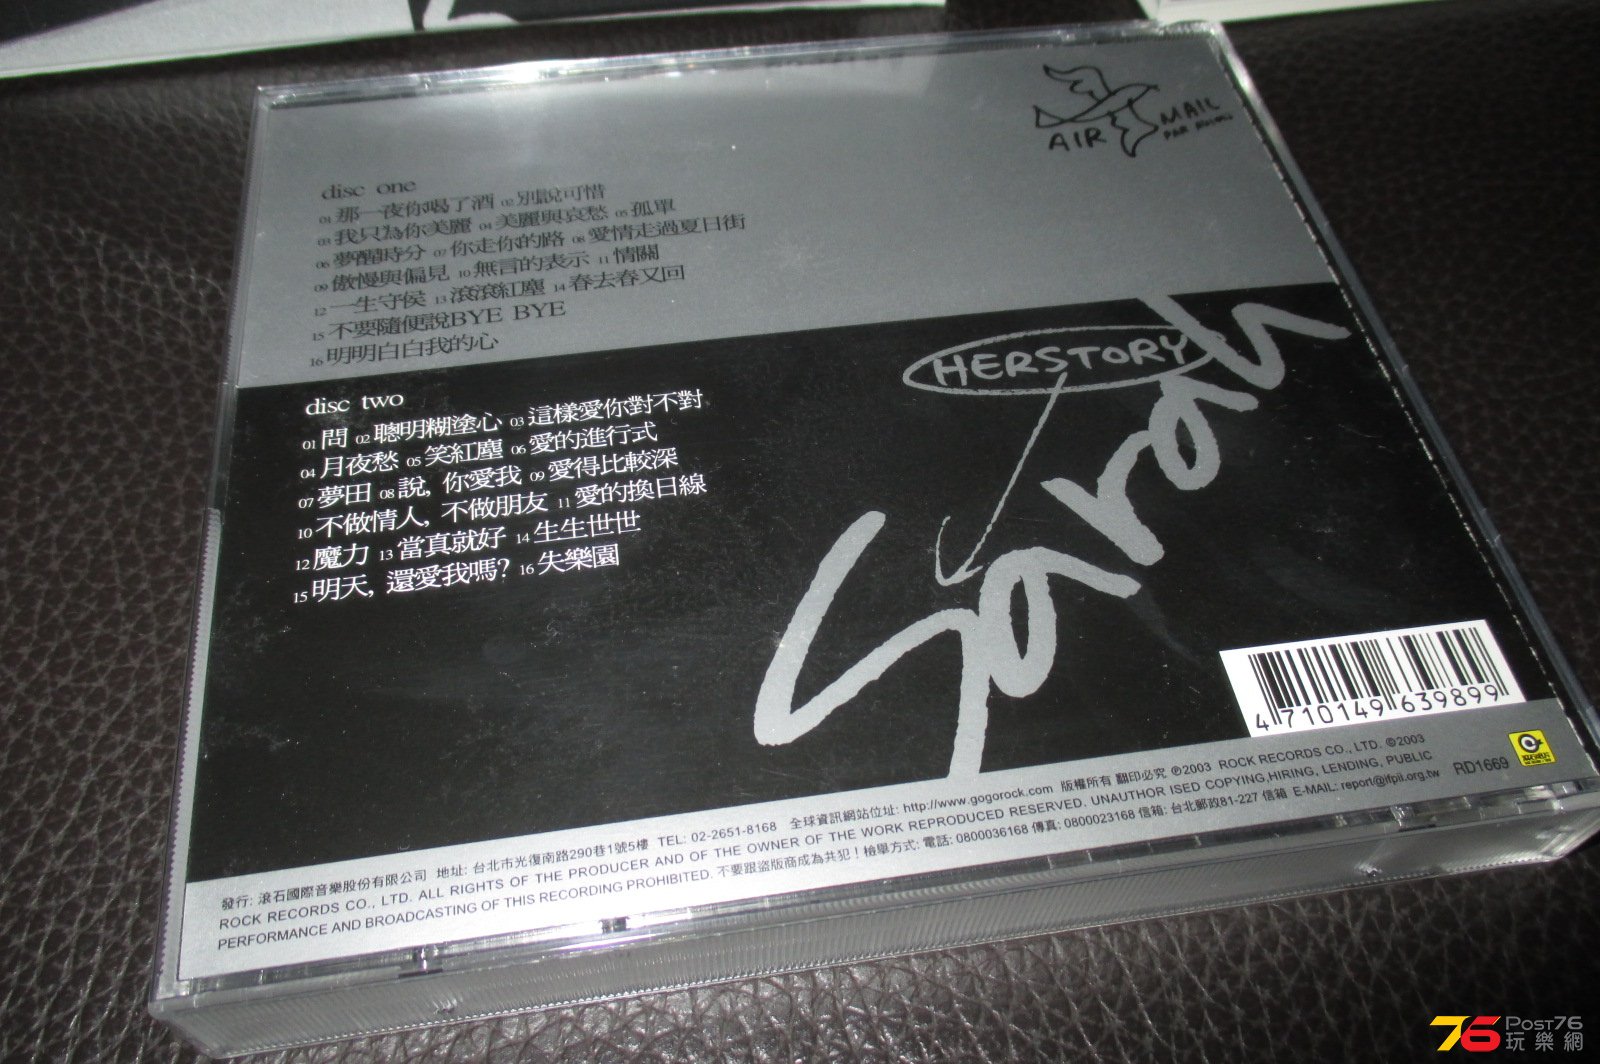 AIR MAIL
PAR AVION
disc one
01 那一夜你喝了酒 02 別說可惜
03 我只為你美麗 04 美麗與哀愁 05 孤單
06 夢醒時分 07 你走你的路 08 愛情走過夏日街
09 傲慢與偏見 10 無言的表示 11 情關
12 一生守侯 13 滾滾紅塵 14 春去春又回
15 不要隨便說BYE BYE
16 明明白白我的心
HERSTORY
Sarah
disc two
01 問 02 聰明糊塗心 03 這樣愛你對不對
04 月夜愁 05 笑紅塵 06 愛的進行式
07 夢田 08 說, 你愛我 09 愛得比較深
10 不做情人, 不做朋友 11 愛的換日線
12 魔力 13 當真就好 14 生生世世
15 明天, 還愛我嗎? 16 失樂園
4 710149 639899
發行: 滾石國際音樂股份有限公司 地址: 台北市光復南路290巷1號5樓 TEL: 02-2651-8168 全球資訊網站位址: http://www.gogorock.com 版權所有 翻印必究 ℗2003 ROCK RECORDS CO., LTD. ©2003
ROCK RECORDS CO., LTD. ALL RIGHTS OF THE PRODUCER AND OF THE OWNER OF THE WORK REPRODUCED RESERVED. UNAUTHOR ISED COPYING,HIRING, LENDING, PUBLIC
PERFORMANCE AND BROADCASTING OF THIS RECORDING PROHIBITED. 不要跟盜版商成為共犯！檢舉方式: 電話: 0800036168 傳真: 0800023168 信箱: 台北郵政81-227 信箱 E-MAIL: report@ifpi.org.tw
RD1669
76 POST76
玩樂網